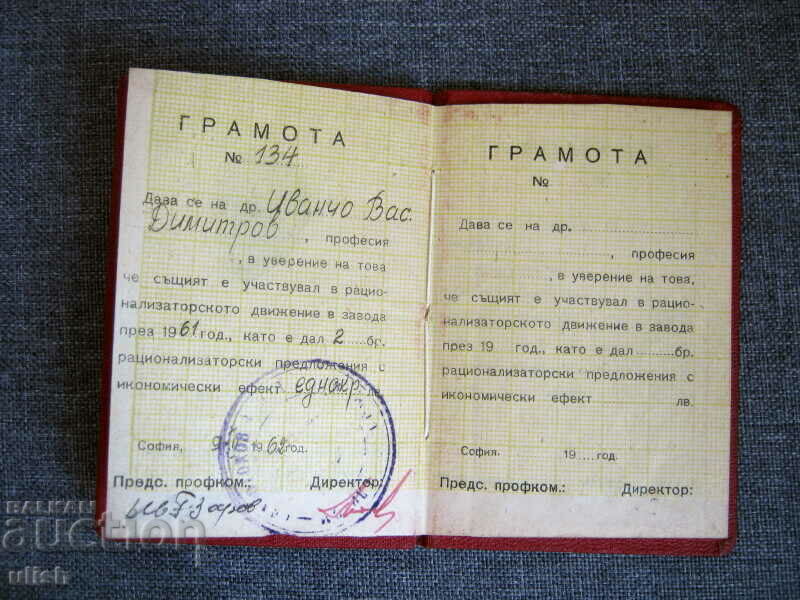 ГРАМОТА
№ 134
Дава се на др. Иванчо Вас.
Димитров, професия
, в уверение на това
че същият е участвувал в рацио-
нализаторското движение в завода
през 1961 год., като е дал 2 .....бр.
рационализаторски предложения с
икономически ефект еднокр. лв.
София, 1962 год.
Предс. профком.: Директор:
ГРАМОТА
№
Дава се на др. ....................
...................., професия
, в уверение на това,
че същият е участвувал в рацио-
нализаторското движение в завода
през 19 год., като е дал .........бр.
рационализаторски предложения с
икономически ефект лв.
София, 19....год.
Предс. профком.: Директор:
БАЛКАН
auction
ulish